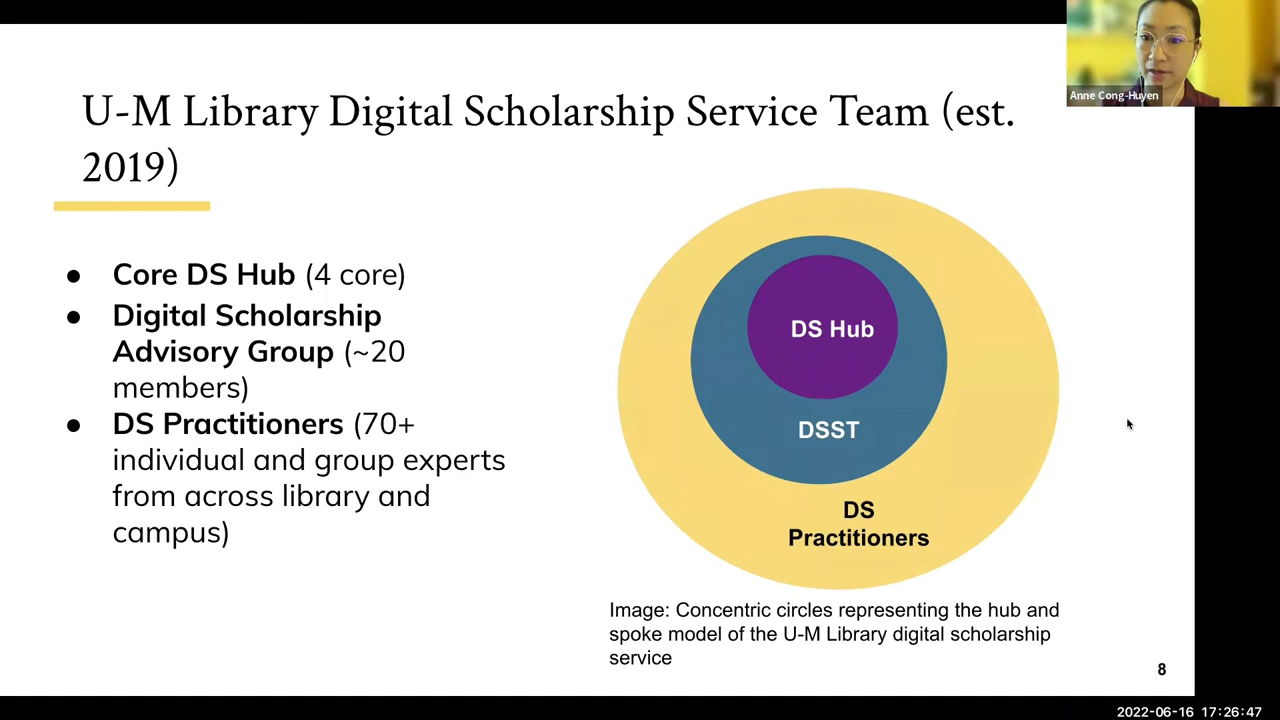 Anne Cong-Huyen
U-M Library Digital Scholarship Service Team (est.
2019)
● Core DS Hub (4 core)
● Digital Scholarship
Advisory Group (~20
members)
● DS Practitioners (70+
individual and group experts
from across library and
campus)
DS Hub
DSST
DS
Practitioners
Image: Concentric circles representing the hub and
spoke model of the U-M Library digital scholarship
service
8
2022-06-16 17:26:47